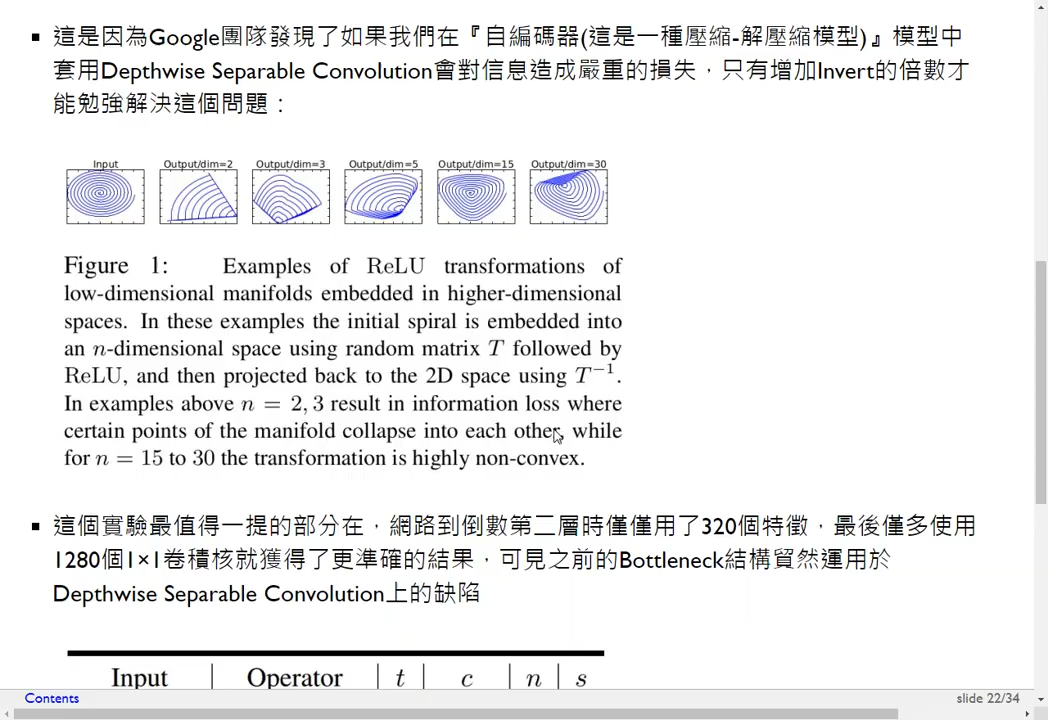 這是因為Google團隊發現了如果我們在『自編碼器(這是一種壓縮-解壓縮模型)』模型中
套用Depthwise Separable Convolution會對信息造成嚴重的損失，只有增加Invert的倍數才
能勉強解決這個問題：
Input Output/dim=2 Output/dim=3 Output/dim=5 Output/dim=15 Output/dim=30
Figure 1: Examples of ReLU transformations of
low-dimensional manifolds embedded in higher-dimensional
spaces. In these examples the initial spiral is embedded into
an n-dimensional space using random matrix T followed by
ReLU, and then projected back to the 2D space using T⁻¹.
In examples above n = 2, 3 result in information loss where
certain points of the manifold collapse into each other, while
for n = 15 to 30 the transformation is highly non-convex.
這個實驗最值得一提的部分在，網路到倒數第二層時僅僅用了320個特徵，最後僅多使用
1280個1×1卷積核就獲得了更準確的結果，可見之前的Bottleneck結構貿然運用於
Depthwise Separable Convolution上的缺陷
Input Operator t c n s
Contents slide 22/34